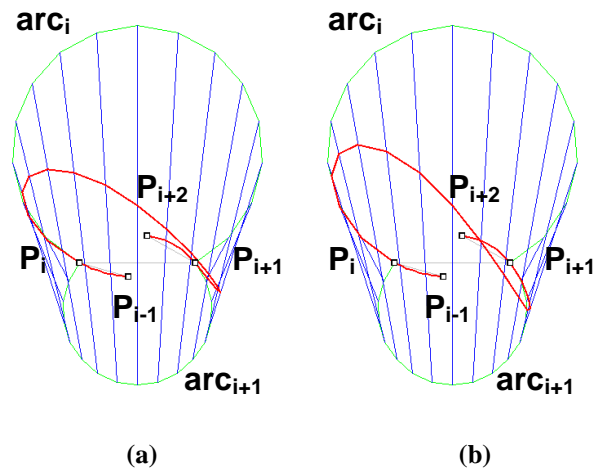 arcᵢ
Pᵢ₊₂
Pᵢ
Pᵢ₊₁
Pᵢ₋₁
arcᵢ₊₁
(a)
arcᵢ
Pᵢ₊₂
Pᵢ
Pᵢ₊₁
Pᵢ₋₁
arcᵢ₊₁
(b)